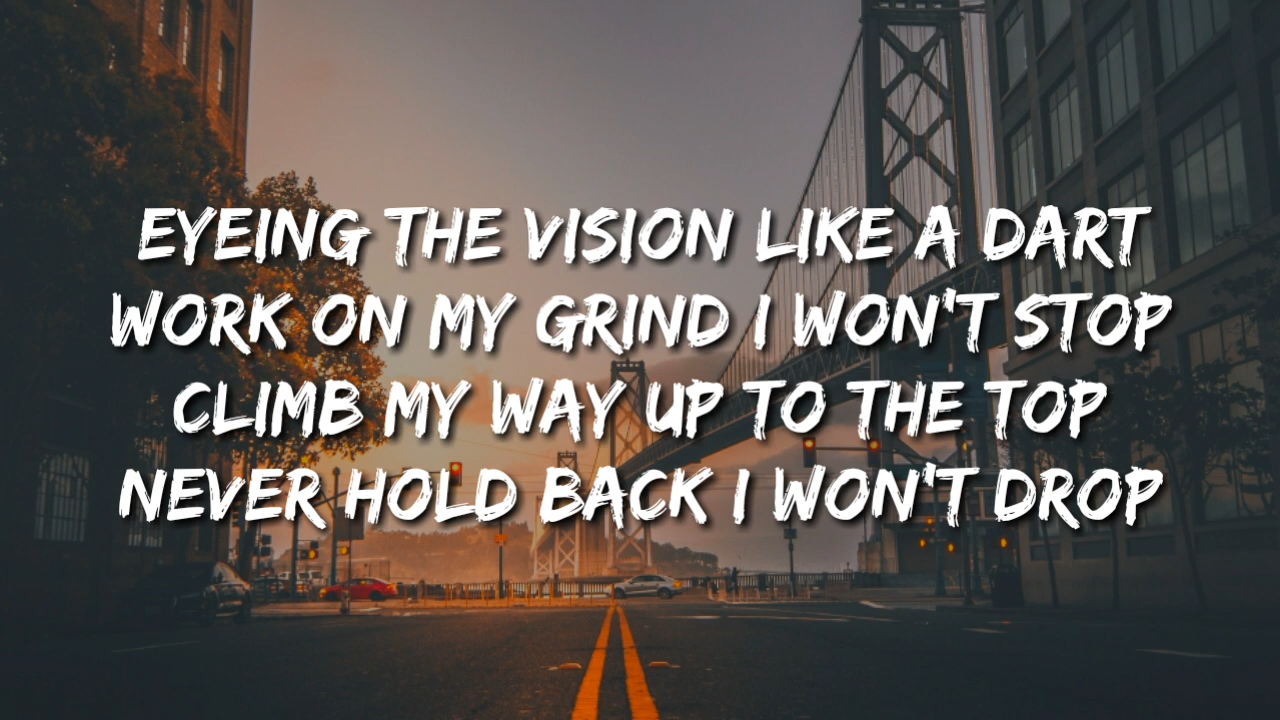 EYEING THE VISION LIKE A DART
WORK ON MY GRIND I WON'T STOP
CLIMB MY WAY UP TO THE TOP
NEVER HOLD BACK I WON'T DROP